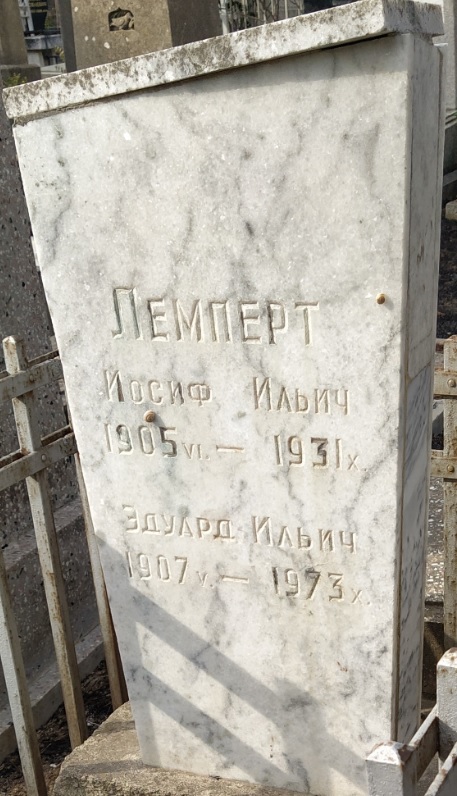 Лемперт
Иосиф Ильич
1905 VI. — 1931 X.
Эдуард Ильич
1907 V. — 1973 X.